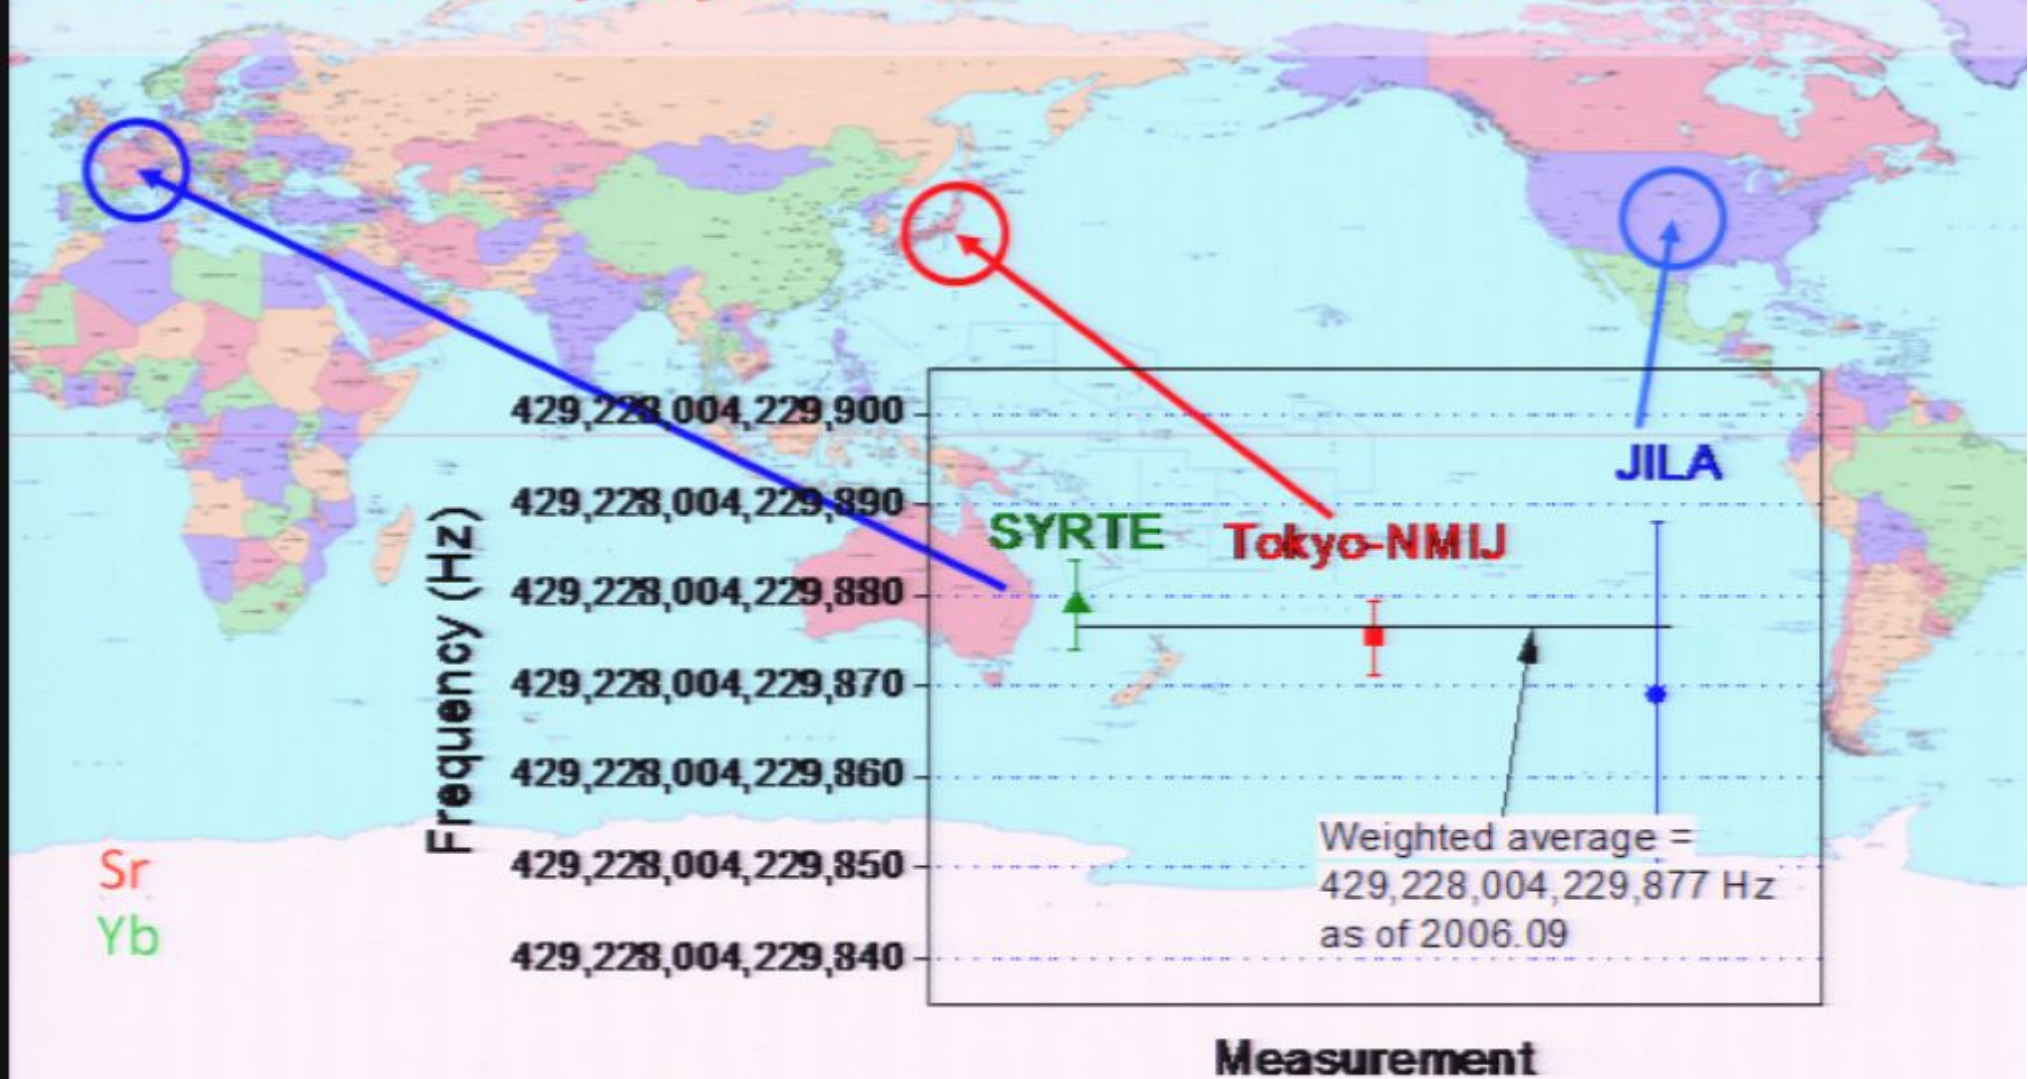 429,228,004,229,900
JILA
429,228,004,229,890
SYRTE
Tokyo-NMIJ
429,228,004,229,880
Frequency (Hz)
429,228,004,229,870
429,228,004,229,860
Weighted average =
429,228,004,229,877 Hz
as of 2006.09
Sr
429,228,004,229,850
Yb
429,228,004,229,840
Measurement